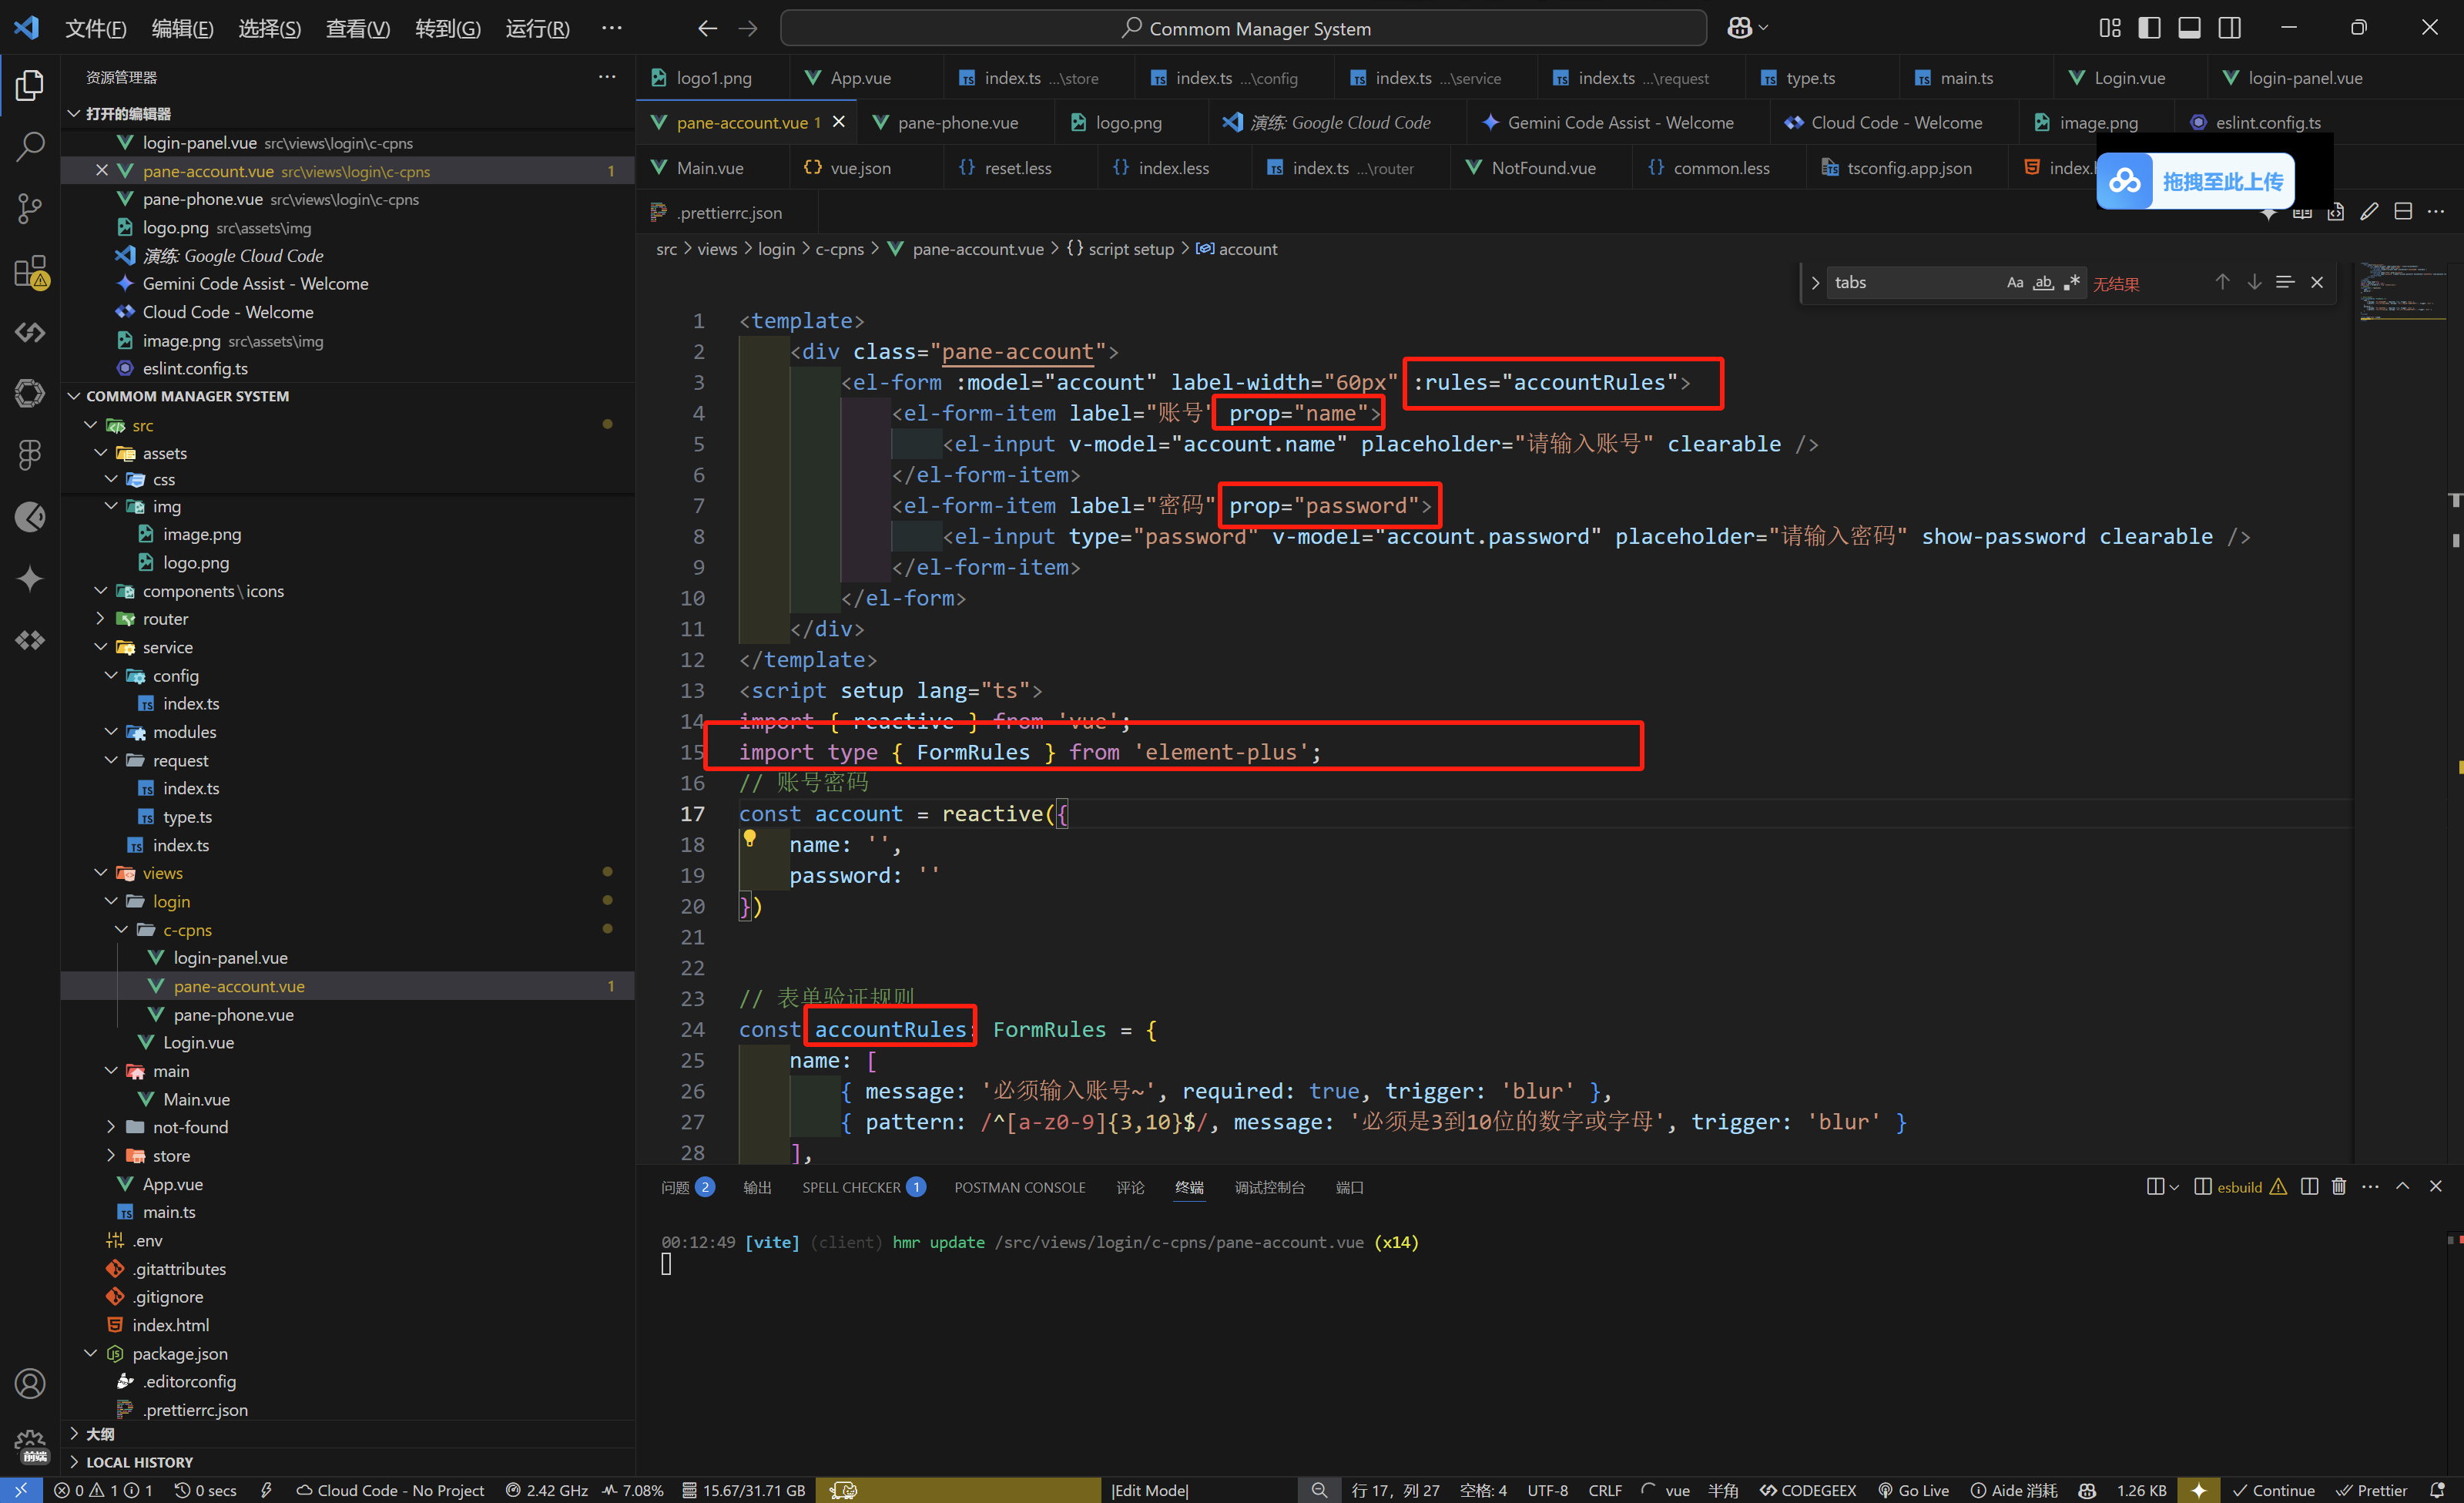 文件(F) 编辑(E) 选择(S) 查看(V) 转到(G) 运行(R) ··· Commom Manager System
资源管理器
打开的编辑器
login-panel.vue src\views\login\c-cpns
pane-account.vue src\views\login\c-cpns 1
pane-phone.vue src\views\login\c-cpns
logo.png src\assets\img
演练: Google Cloud Code
Gemini Code Assist - Welcome
Cloud Code - Welcome
image.png src\assets\img
eslint.config.ts
COMMOM MANAGER SYSTEM
src
assets
css
img
image.png
logo.png
components\icons
router
service
config
index.ts
modules
request
index.ts
type.ts
index.ts
views
login
c-cpns
login-panel.vue
pane-account.vue 1
pane-phone.vue
Login.vue
main
Main.vue
not-found
store
App.vue
main.ts
.env
.gitattributes
.gitignore
index.html
package.json
.editorconfig
.prettierrc.json
大纲
LOCAL HISTORY
前端
logo1.png App.vue index.ts ...\store index.ts ...\config index.ts ...\service index.ts ...\request type.ts main.ts Login.vue login-panel.vue
pane-account.vue 1 pane-phone.vue logo.png 演练: Google Cloud Code Gemini Code Assist - Welcome Cloud Code - Welcome image.png eslint.config.ts
Main.vue vue.json reset.less index.less index.ts ...\router NotFound.vue common.less tsconfig.app.json
拖拽至此上传
.prettierrc.json
src > views > login > c-cpns > pane-account.vue > {} script setup > account
tabs Aa ab 无结果
1 <template>
2 <div class="pane-account">
3 <el-form :model="account" label-width="60px" :rules="accountRules">
4 <el-form-item label="账号" prop="name">
5 <el-input v-model="account.name" placeholder="请输入账号" clearable />
6 </el-form-item>
7 <el-form-item label="密码" prop="password">
8 <el-input type="password" v-model="account.password" placeholder="请输入密码" show-password clearable />
9 </el-form-item>
10 </el-form>
11 </div>
12 </template>
13 <script setup lang="ts">
14 import { reactive } from 'vue';
15 import type { FormRules } from 'element-plus';
16 // 账号密码
17 const account = reactive({
18 name: '',
19 password: ''
20 })
21
22
23 // 表单验证规则
24 const accountRules: FormRules = {
25 name: [
26 { message: '必须输入账号~', required: true, trigger: 'blur' },
27 { pattern: /^[a-z0-9]{3,10}$/, message: '必须是3到10位的数字或字母', trigger: 'blur' }
28 ],
问题 2 输出 SPELL CHECKER 1 POSTMAN CONSOLE 评论 终端 调试控制台 端口 esbuild
00:12:49 [vite] (client) hmr update /src/views/login/c-cpns/pane-account.vue (x14)
0 1 1 0 secs Cloud Code - No Project 2.42 GHz 7.08% 15.67/31.71 GB |Edit Mode| 行 17，列 27 空格: 4 UTF-8 CRLF vue 半角 CODEGEEX Go Live Aide 消耗 1.26 KB Continue Prettier